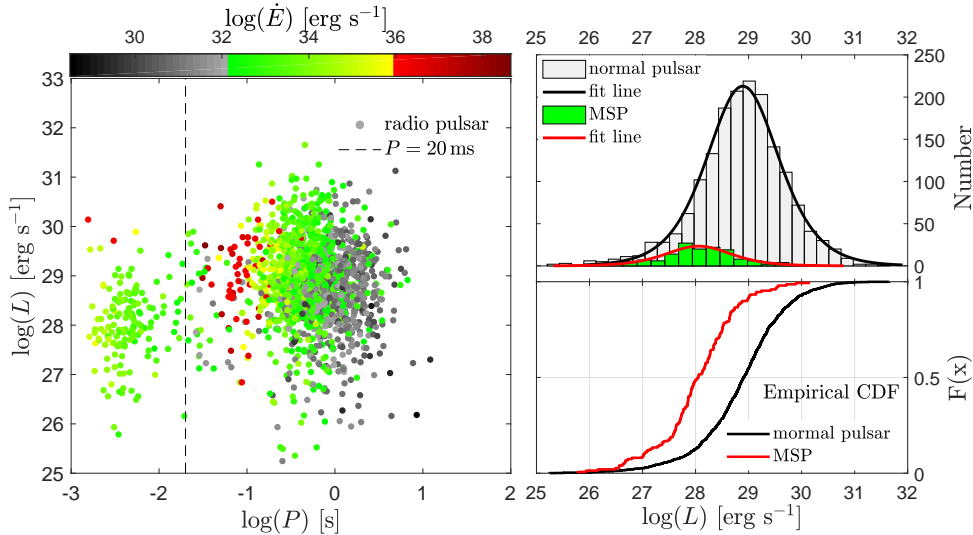 log(Ė) [erg s⁻¹]
30 32 34 36 38
33
32
31
30
29
28
27
26
25
log(L) [erg s⁻¹]
radio pulsar
P = 20 ms
-3 -2 -1 0 1 2
log(P) [s]
25 26 27 28 29 30 31 32
normal pulsar
fit line
MSP
fit line
250
200
150
100
50
0
Number
1
0.5
0
F(x)
Empirical CDF
mormal pulsar
MSP
25 26 27 28 29 30 31 32
log(L) [erg s⁻¹]